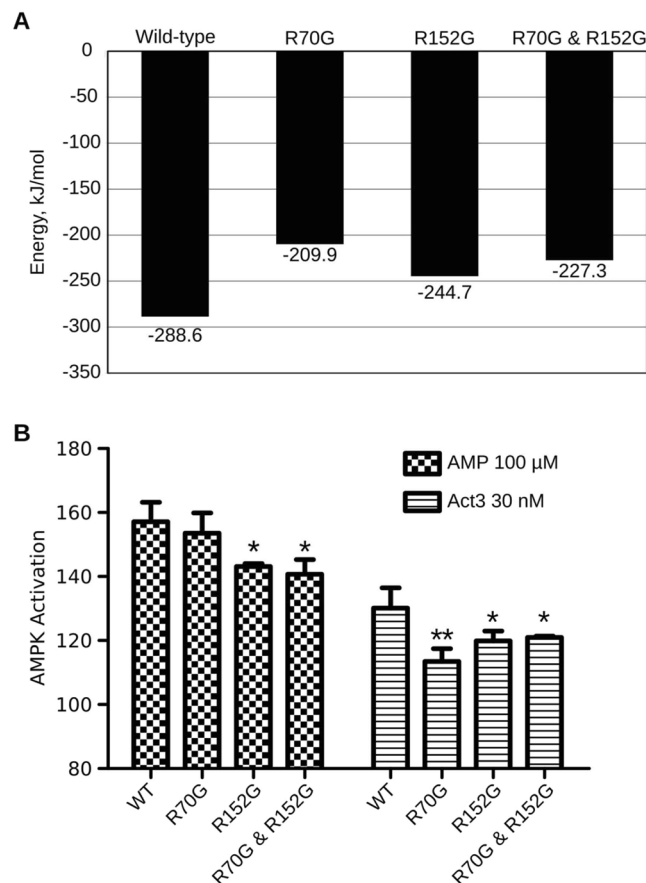 A
Wild-type R70G R152G R70G & R152G
0
-50
-100
-150
-200
-250
-300
-350
Energy, kJ/mol
-288.6
-209.9
-244.7
-227.3
B
180
160
140
120
100
80
AMPK Activation
AMP 100 µM
Act3 30 nM
* *
** * *
WT R70G R152G R70G & R152G WT R70G R152G R70G & R152G